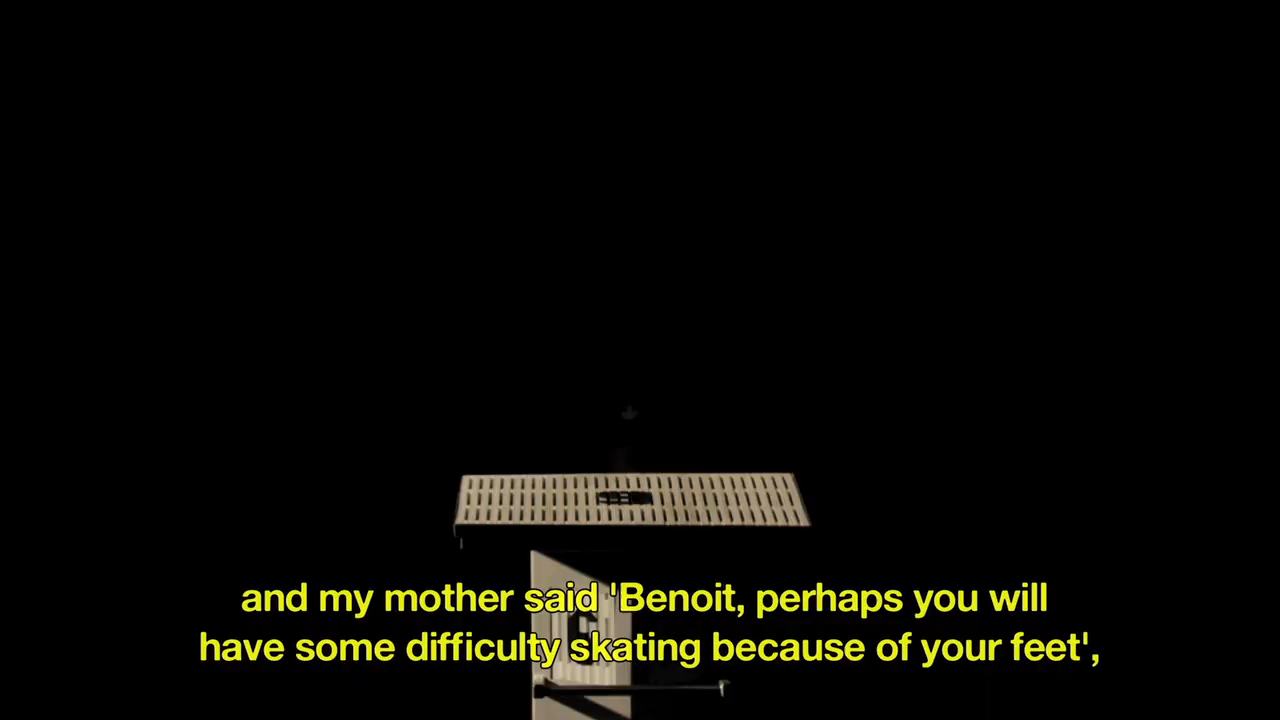 and my mother said 'Benoit, perhaps you will
have some difficulty skating because of your feet',